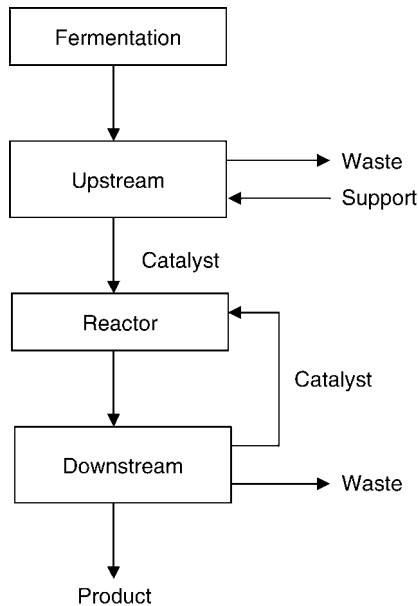 Fermentation
Upstream
Waste
Support
Catalyst
Reactor
Catalyst
Downstream
Waste
Product